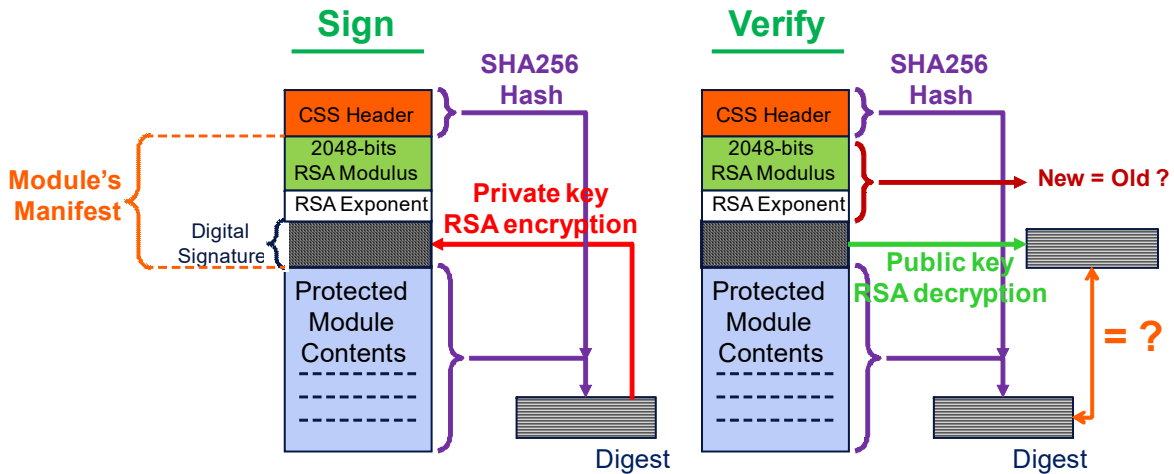 Sign
SHA256
Hash
CSS Header
2048-bits
RSA Modulus
RSA Exponent
Module's
Manifest
Digital
Signature
Private key
RSA encryption
Protected
Module
Contents
Digest
Verify
SHA256
Hash
CSS Header
2048-bits
RSA Modulus
RSA Exponent
New = Old ?
Public key
RSA decryption
Protected
Module
Contents
= ?
Digest